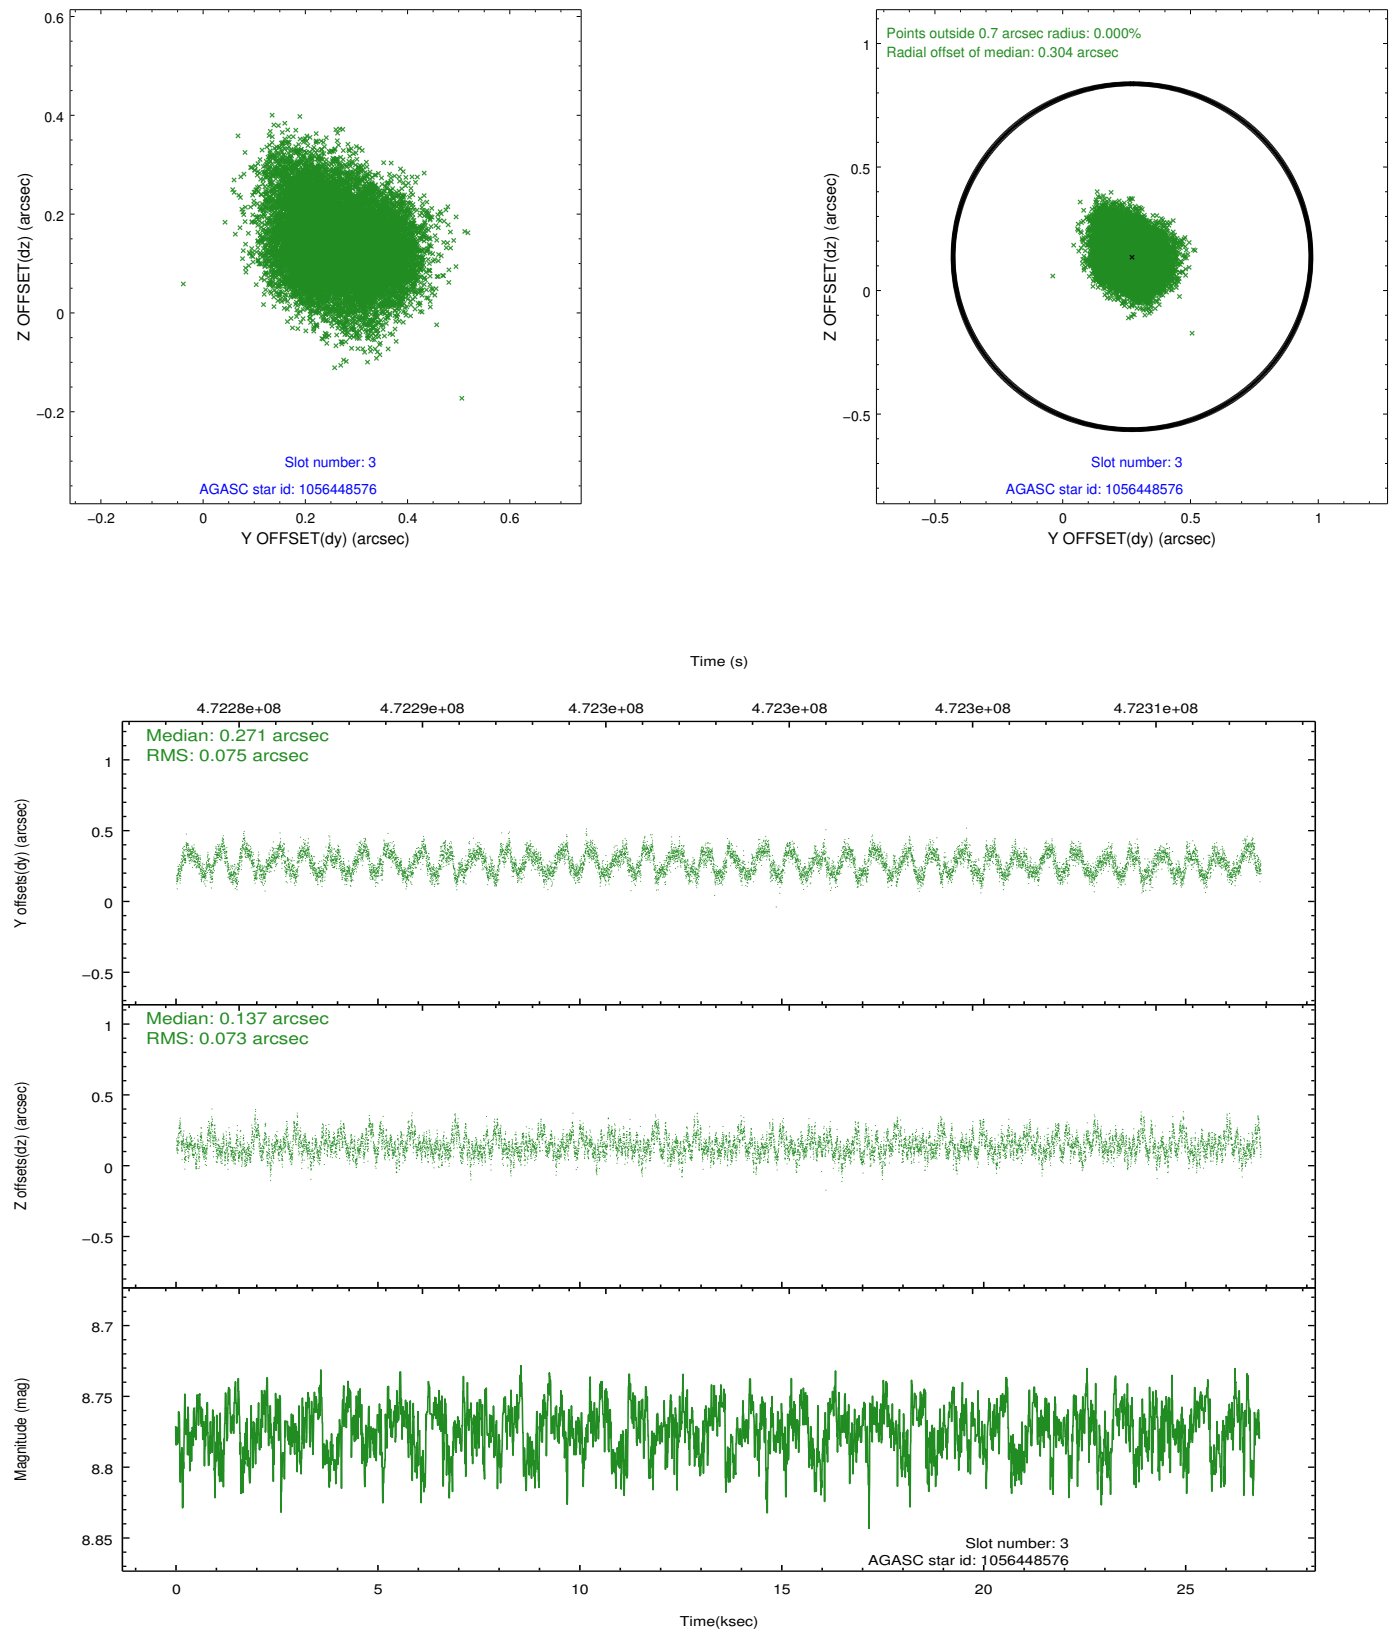 0.6
0.4
0.2
0
−0.2
Z OFFSET(dz) (arcsec)
Slot number: 3
AGASC star id: 1056448576
−0.2 0 0.2 0.4 0.6
Y OFFSET(dy) (arcsec)
Points outside 0.7 arcsec radius: 0.000%
Radial offset of median: 0.304 arcsec
1
0.5
0
−0.5
Z OFFSET(dz) (arcsec)
Slot number: 3
AGASC star id: 1056448576
−0.5 0 0.5 1
Y OFFSET(dy) (arcsec)
Time (s)
4.7228e+08 4.7229e+08 4.723e+08 4.723e+08 4.723e+08 4.7231e+08
Median: 0.271 arcsec
RMS: 0.075 arcsec
1
0.5
0
−0.5
Y offsets(dy) (arcsec)
Median: 0.137 arcsec
RMS: 0.073 arcsec
1
0.5
0
−0.5
Z offsets(dz) (arcsec)
8.7
8.75
8.8
8.85
Magnitude (mag)
Slot number: 3
AGASC star id: 1056448576
0 5 10 15 20 25
Time(ksec)